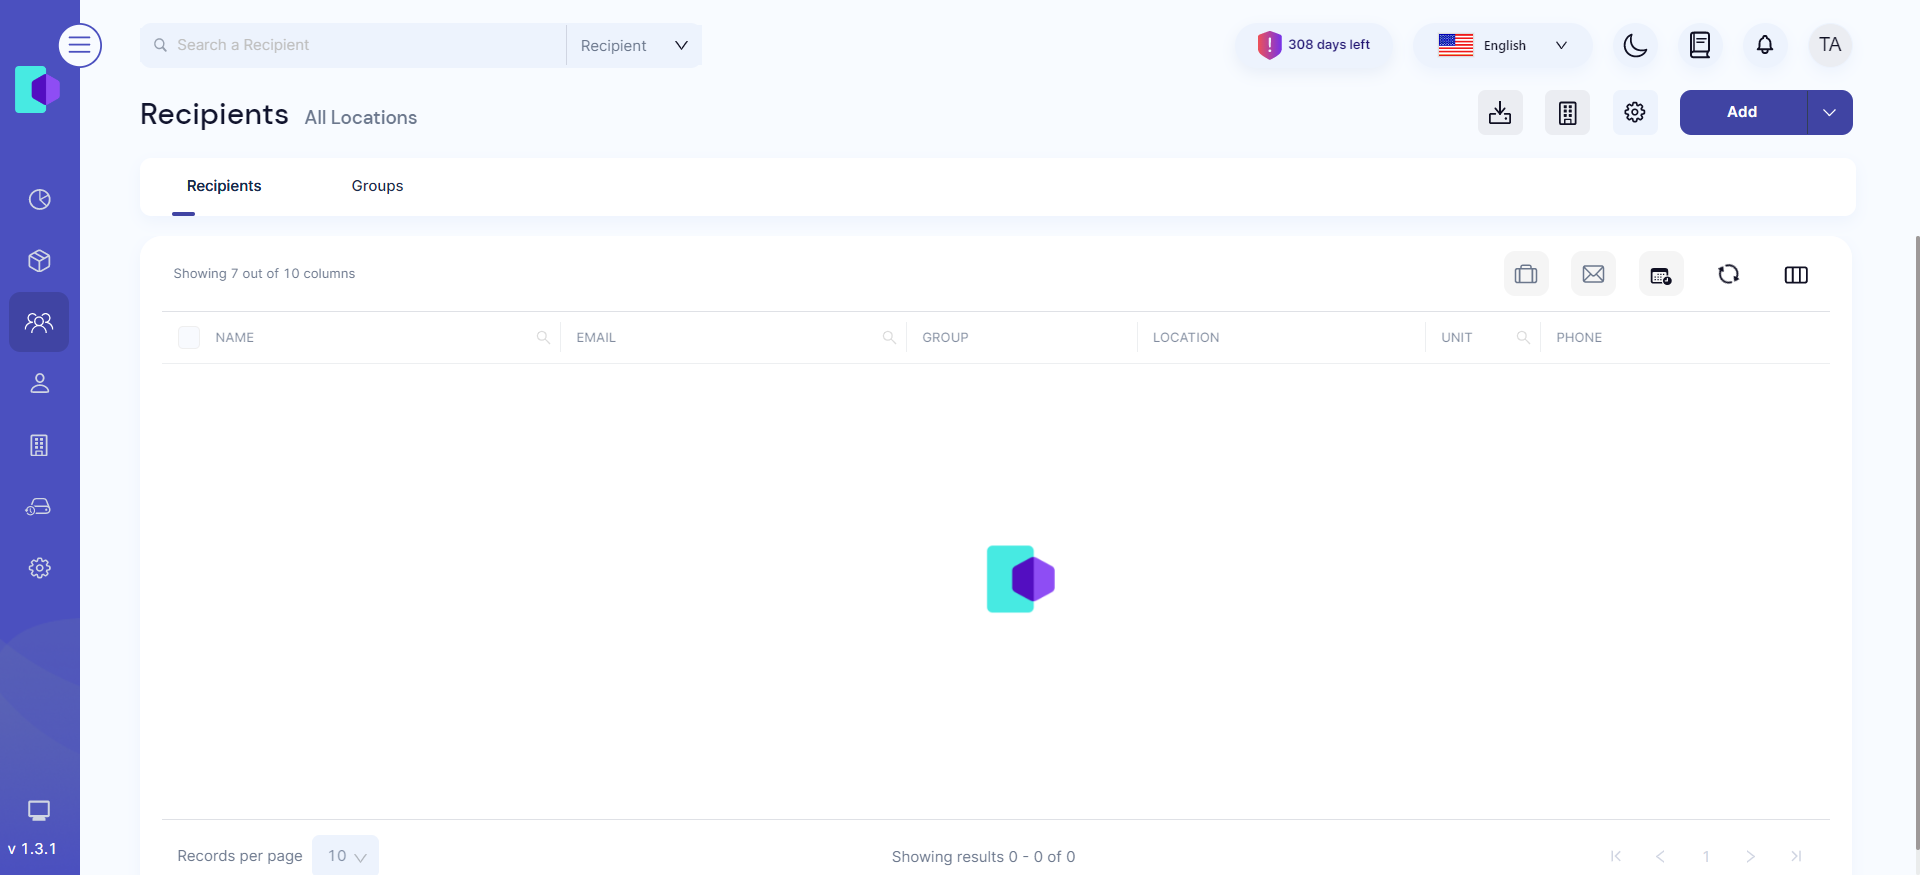 Search a Recipient
Recipient
308 days left
English
TA
Recipients All Locations
Add
Recipients
Groups
Showing 7 out of 10 columns
NAME
EMAIL
GROUP
LOCATION
UNIT
PHONE
v 1.3.1
Records per page 10
Showing results 0 - 0 of 0
1